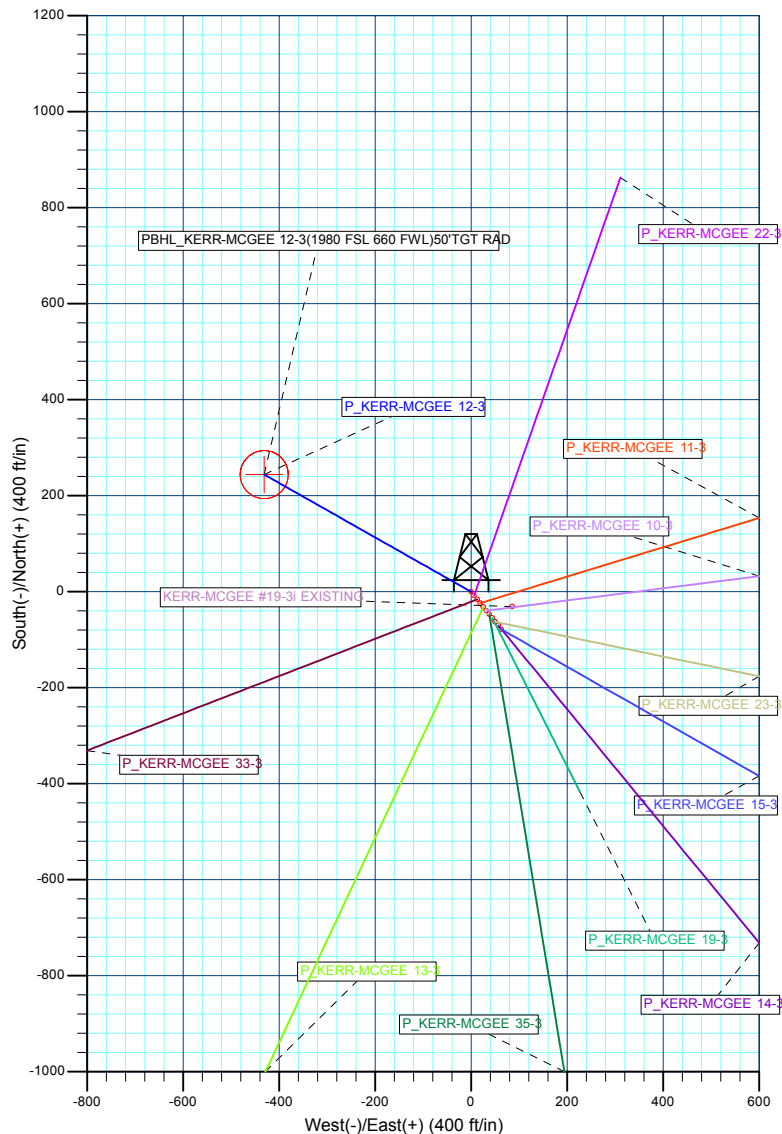 1200
1000
800
600
400
200
0
-200
-400
-600
-800
-1000
South(-)/North(+) (400 ft/in)
P_KERR-MCGEE 22-3
PBHL_KERR-MCGEE 12-3(1980 FSL 660 FWL)50'TGT RAD
P_KERR-MCGEE 12-3
P_KERR-MCGEE 11-3
P_KERR-MCGEE 10-3
KERR-MCGEE #19-3i EXISTING
P_KERR-MCGEE 23-3
P_KERR-MCGEE 33-3
P_KERR-MCGEE 15-3
P_KERR-MCGEE 19-3
P_KERR-MCGEE 13-3
P_KERR-MCGEE 14-3
P_KERR-MCGEE 35-3
-800 -600 -400 -200 0 200 400 600
West(-)/East(+) (400 ft/in)